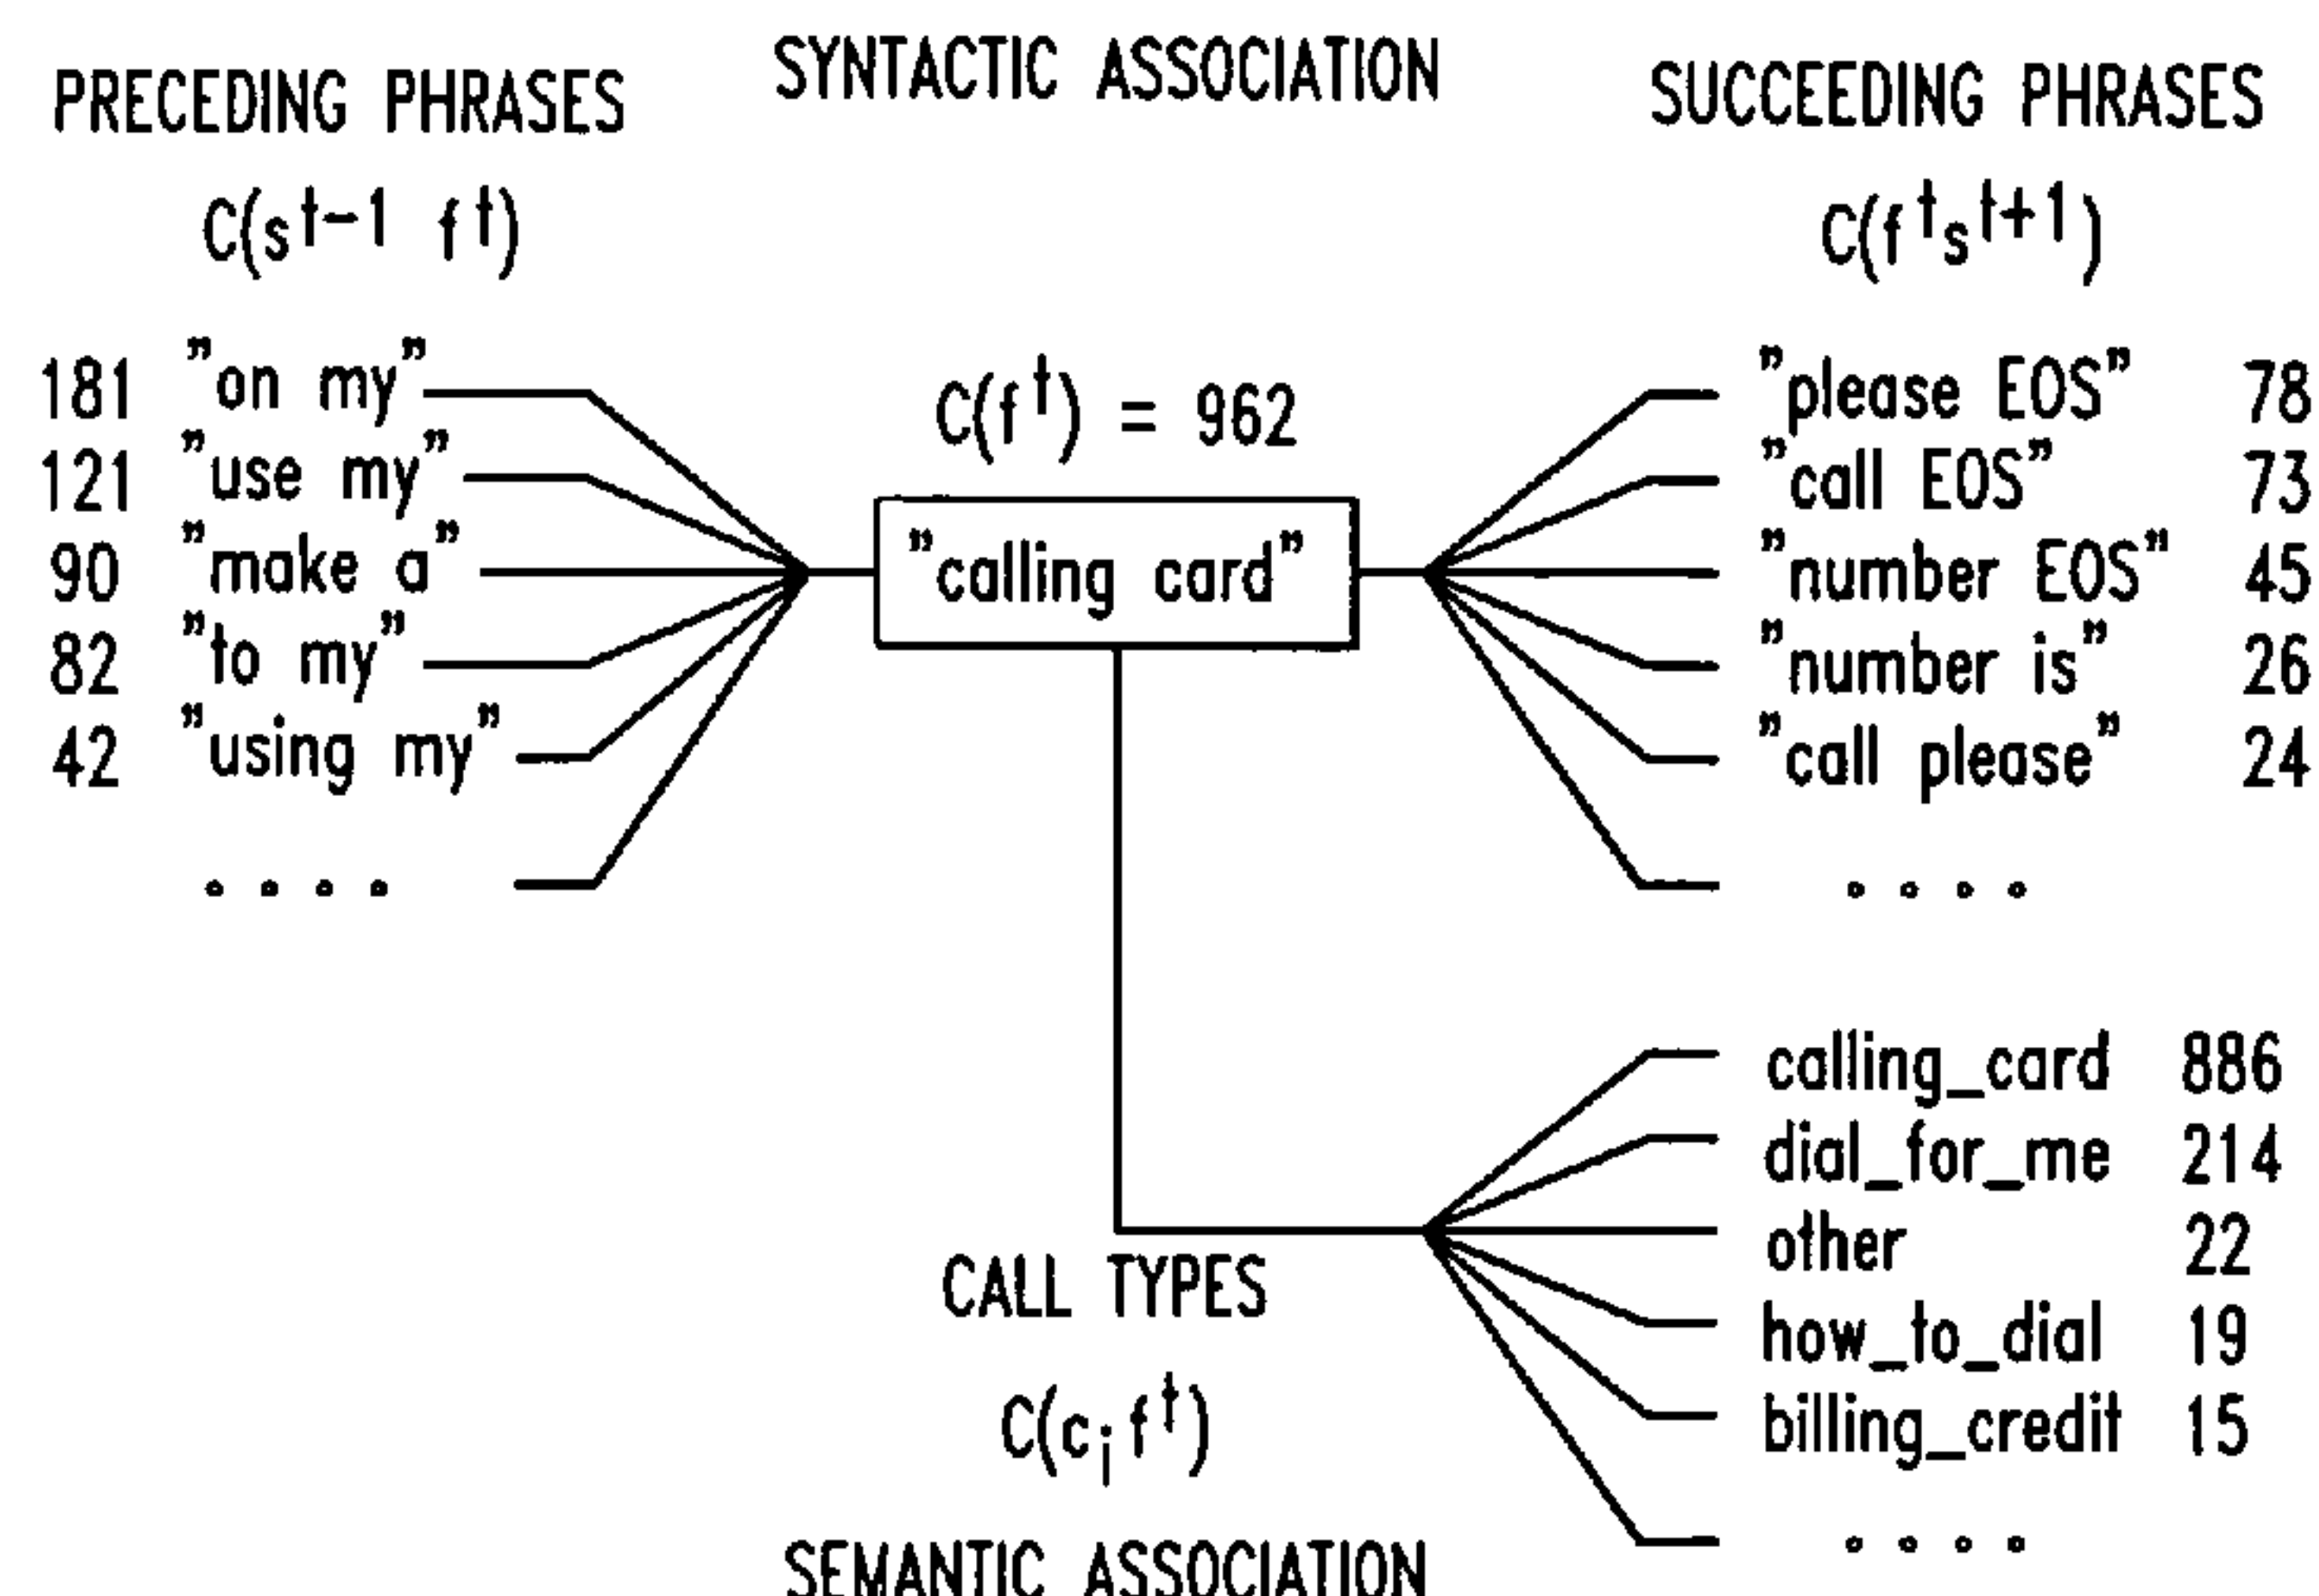 SYNTACTIC ASSOCIATION
PRECEDING PHRASES
C(s^{t-1} f^{t})
181 "on my"
121 "use my"
90 "make a"
82 "to my"
42 "using my"
. . . .
C(f^{t}) = 962
"calling card"
SUCCEEDING PHRASES
C(f^{t}s^{t+1})
"please EOS" 78
"call EOS" 73
"number EOS" 45
"number is" 26
"call please" 24
. . . .
calling_card 886
dial_for_me 214
other 22
how_to_dial 19
billing_credit 15
. . . .
CALL TYPES
C(c_{i} f^{t})
SEMANTIC ASSOCIATION